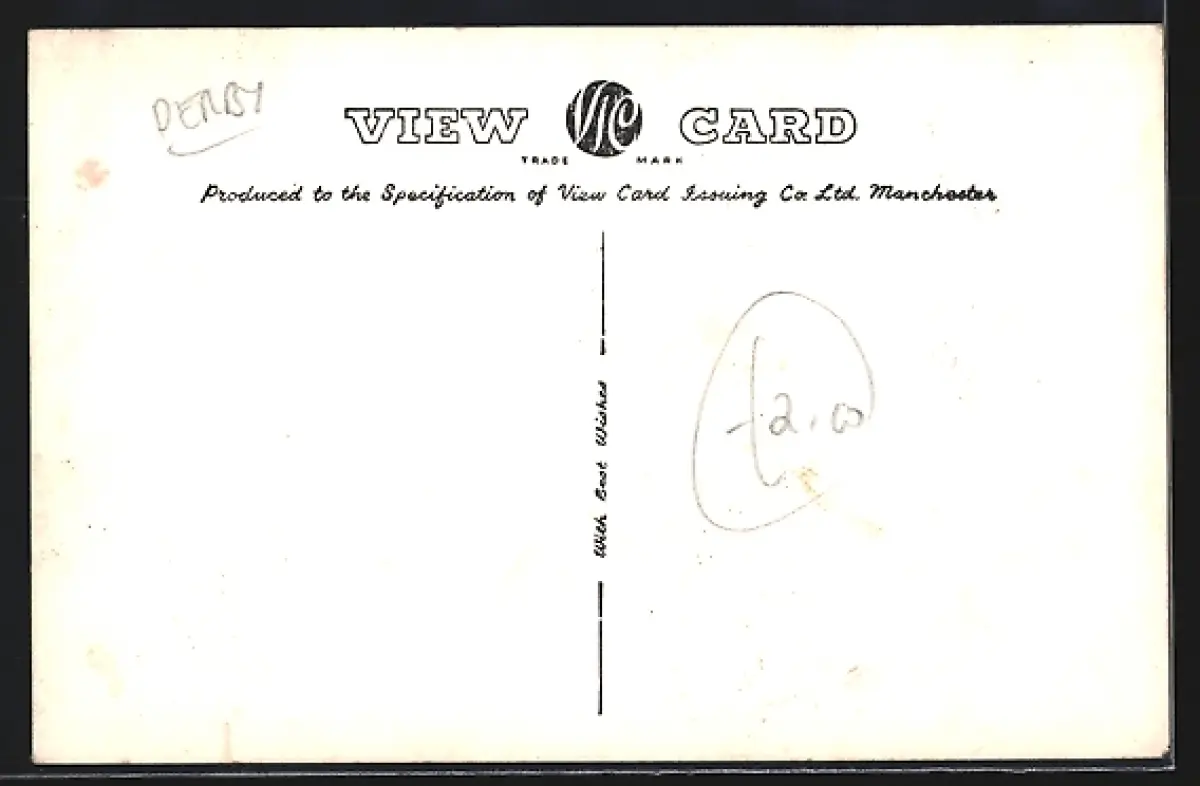 DERBY
VIEW VIC CARD
TRADE MARK
Produced to the Specification of View Card Issuing Co. Ltd. Manchester
With Best Wishes
£2.00